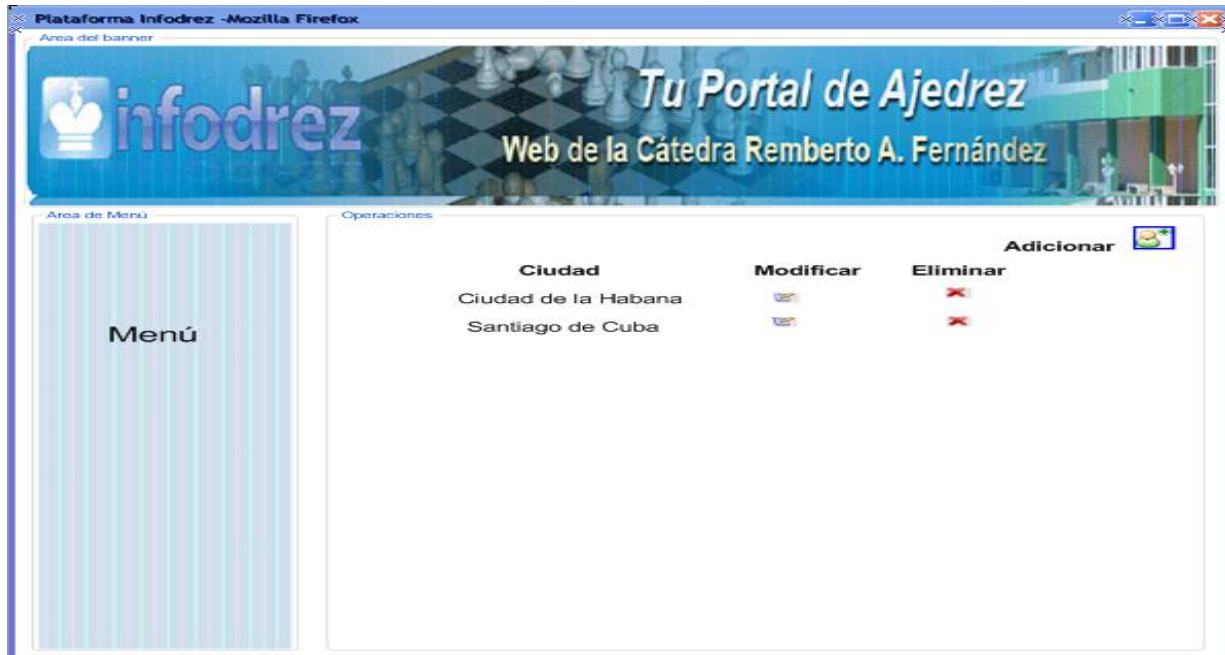 Plataforma Infodrez -Mozilla Firefox
Area del banner
infodrez
Tu Portal de Ajedrez
Web de la Cátedra Remberto A. Fernández
Area de Menú
Operaciones
Adicionar
Ciudad Modificar Eliminar
Ciudad de la Habana
Santiago de Cuba
Menú